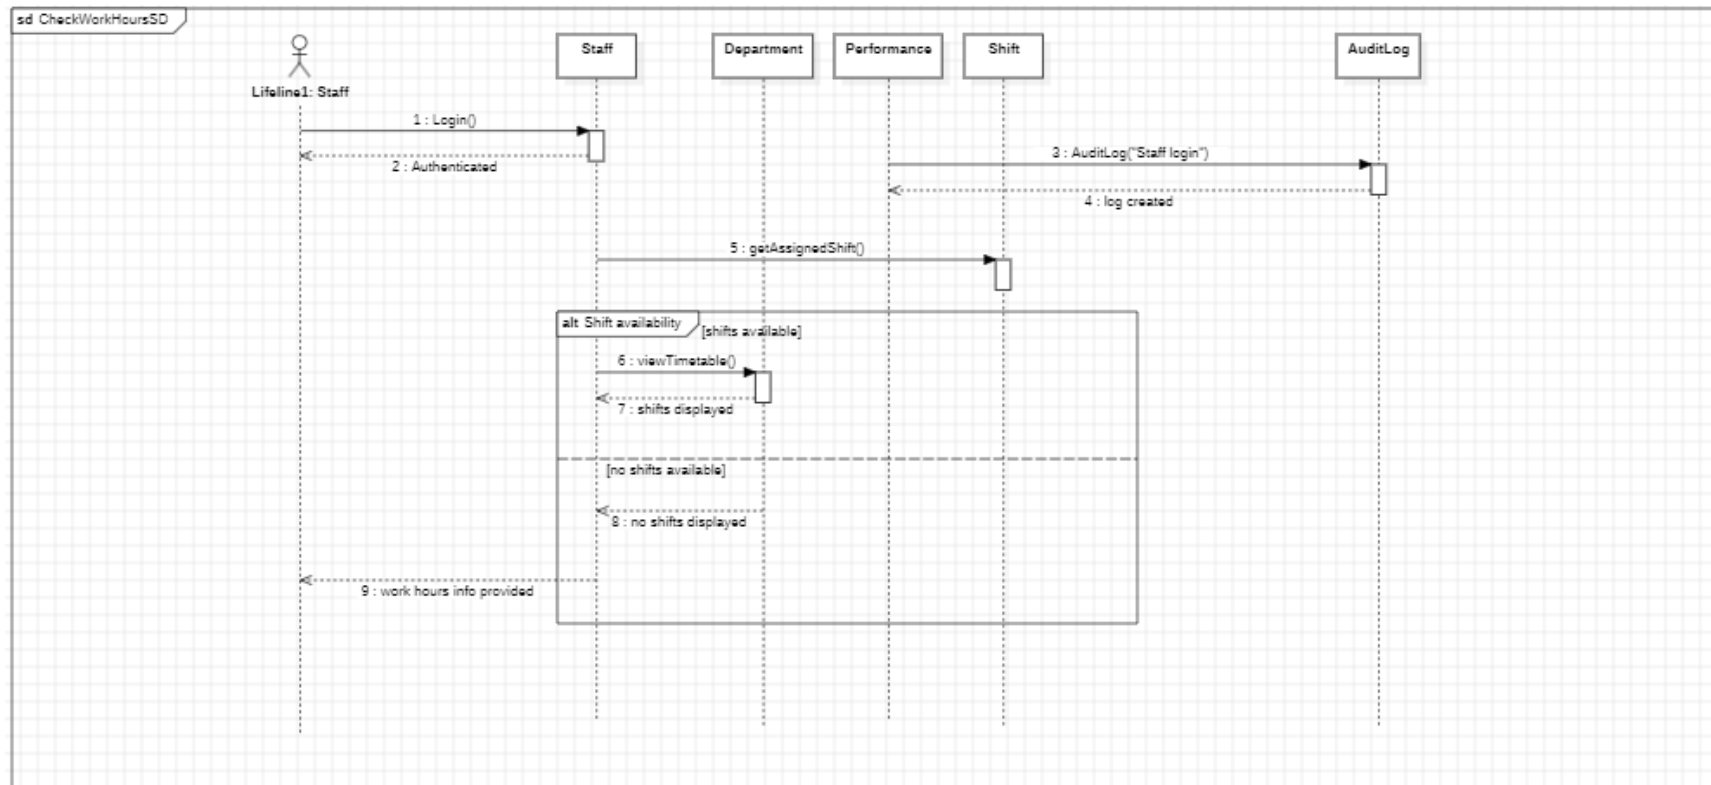 sd CheckWorkHoursSD
Lifeline1: Staff
Staff
Department
Performance
Shift
AuditLog
1 : Login()
2 : Authenticated
3 : AuditLog("Staff login")
4 : log created
5 : getAssignedShift()
alt Shift availability
[shifts available]
6 : viewTimetable()
7 : shifts displayed
[no shifts available]
8 : no shifts displayed
9 : work hours info provided